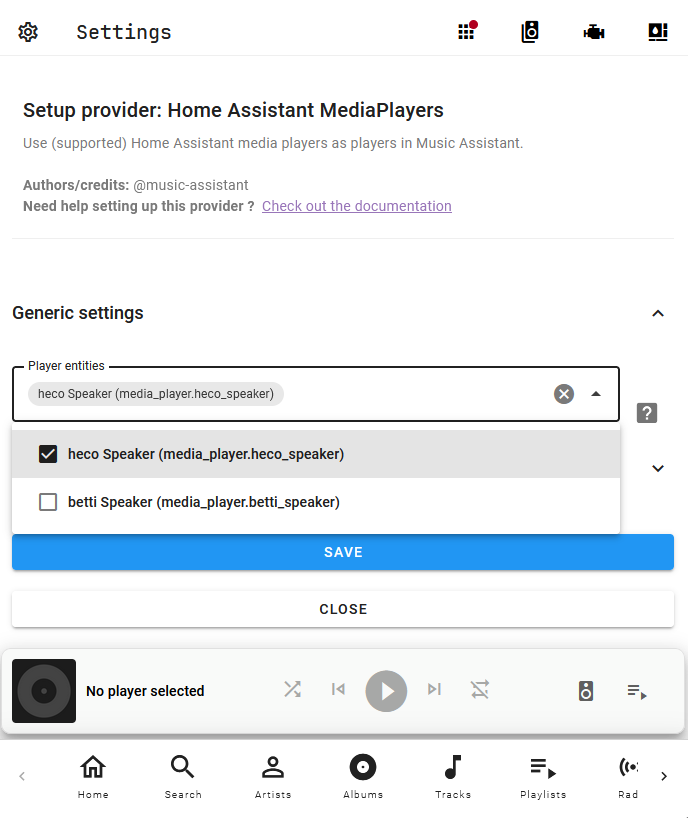 Settings
Setup provider: Home Assistant MediaPlayers
Use (supported) Home Assistant media players as players in Music Assistant.
Authors/credits: @music-assistant
Need help setting up this provider ? Check out the documentation
Generic settings
Player entities
heco Speaker (media_player.heco_speaker)
?
heco Speaker (media_player.heco_speaker)
betti Speaker (media_player.betti_speaker)
SAVE
CLOSE
No player selected
Home
Search
Artists
Albums
Tracks
Playlists
Rad